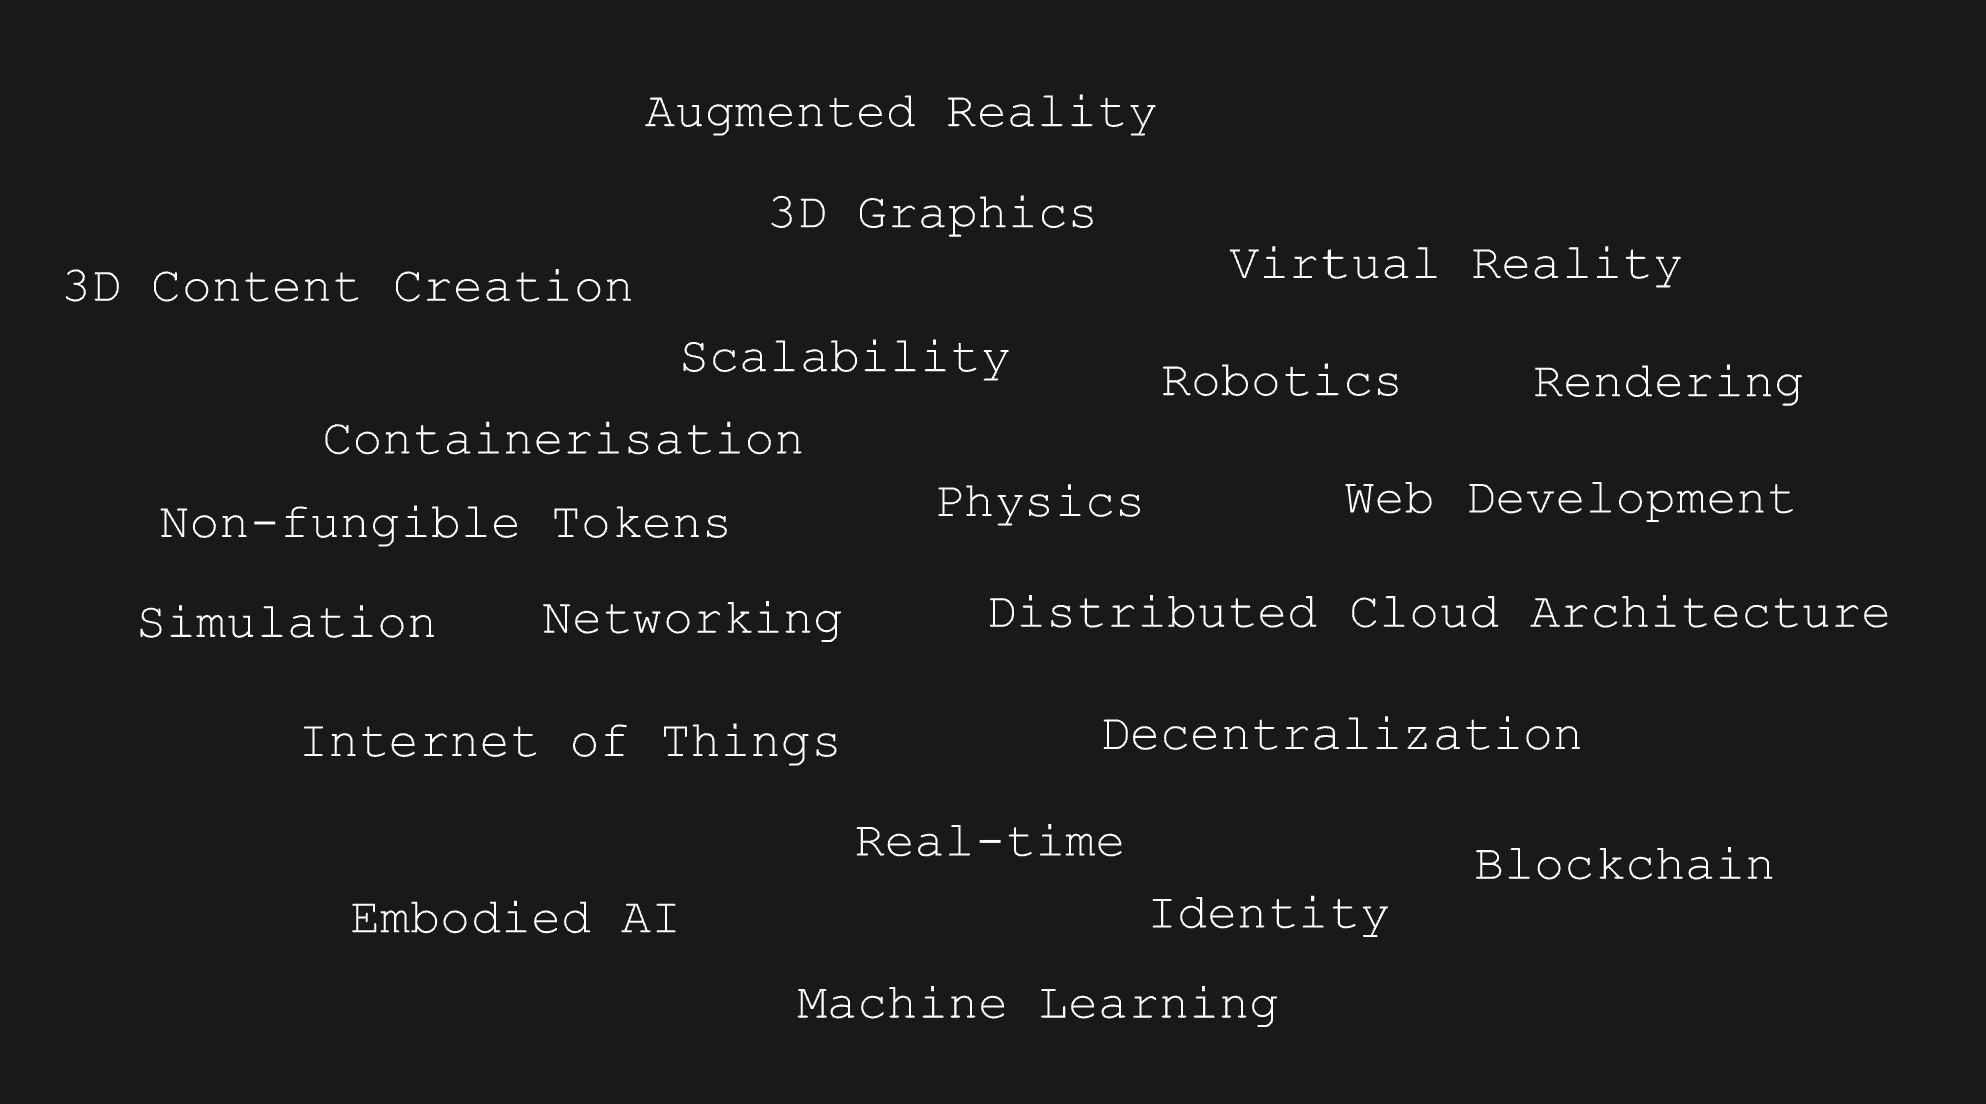 Augmented Reality
3D Graphics
Virtual Reality
3D Content Creation
Scalability
Robotics
Rendering
Containerisation
Physics
Web Development
Non-fungible Tokens
Simulation
Networking
Distributed Cloud Architecture
Internet of Things
Decentralization
Real-time
Blockchain
Embodied AI
Identity
Machine Learning